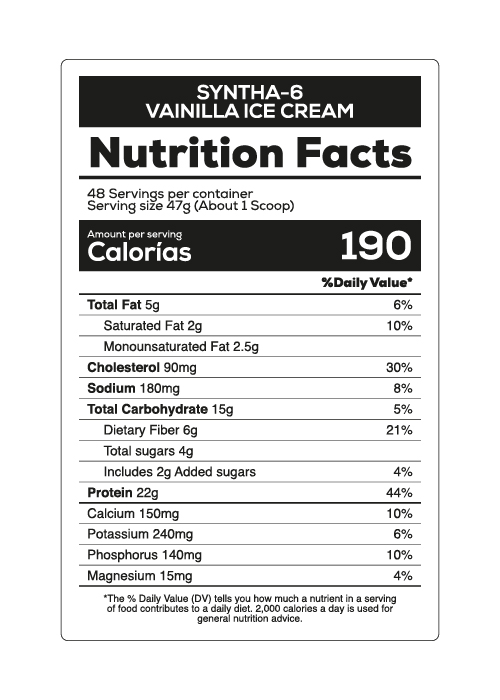 SYNTHA-6
VAINILLA ICE CREAM
Nutrition Facts
48 Servings per container
Serving size 47g (About 1 Scoop)
Amount per serving
Calorías 190
%Daily Value*
Total Fat 5g 6%
Saturated Fat 2g 10%
Monounsaturated Fat 2.5g
Cholesterol 90mg 30%
Sodium 180mg 8%
Total Carbohydrate 15g 5%
Dietary Fiber 6g 21%
Total sugars 4g
Includes 2g Added sugars 4%
Protein 22g 44%
Calcium 150mg 10%
Potassium 240mg 6%
Phosphorus 140mg 10%
Magnesium 15mg 4%
*The % Daily Value (DV) tells you how much a nutrient in a serving
of food contributes to a daily diet. 2,000 calories a day is used for
general nutrition advice.